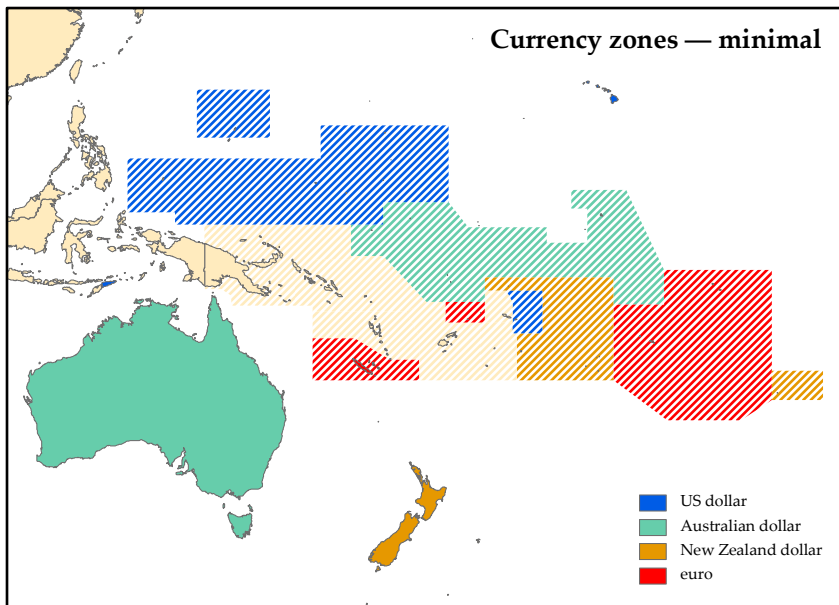 Currency zones — minimal
US dollar
Australian dollar
New Zealand dollar
euro